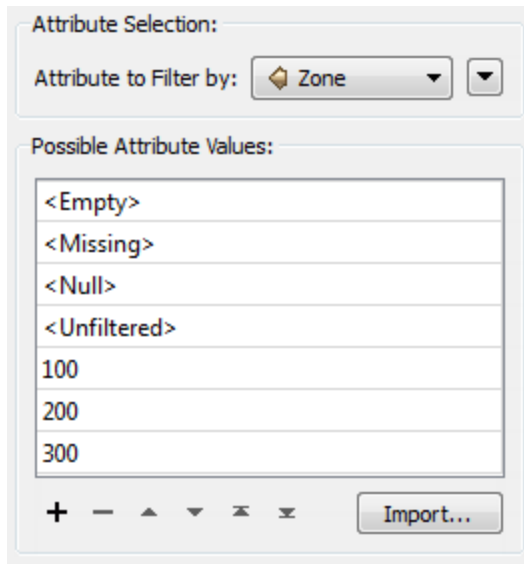 Attribute Selection:
Attribute to Filter by: Zone
Possible Attribute Values:
<Empty>
<Missing>
<Null>
<Unfiltered>
100
200
300
Import...